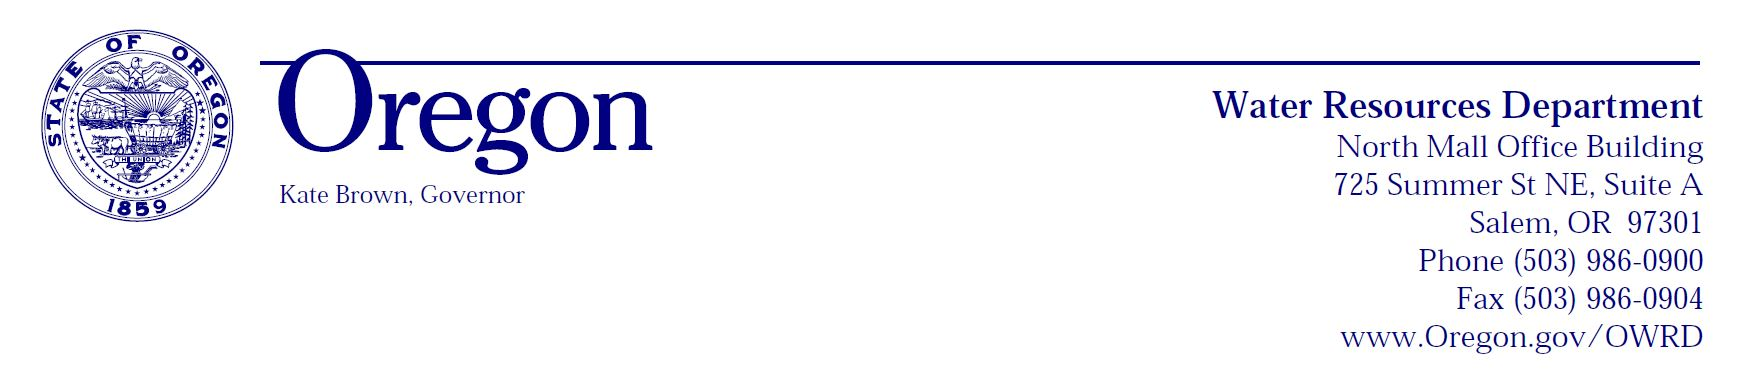 STATE OF OREGON
THE UNION
1859
Oregon
Kate Brown, Governor
Water Resources Department
North Mall Office Building
725 Summer St NE, Suite A
Salem, OR  97301
Phone (503) 986-0900
Fax (503) 986-0904
www.Oregon.gov/OWRD